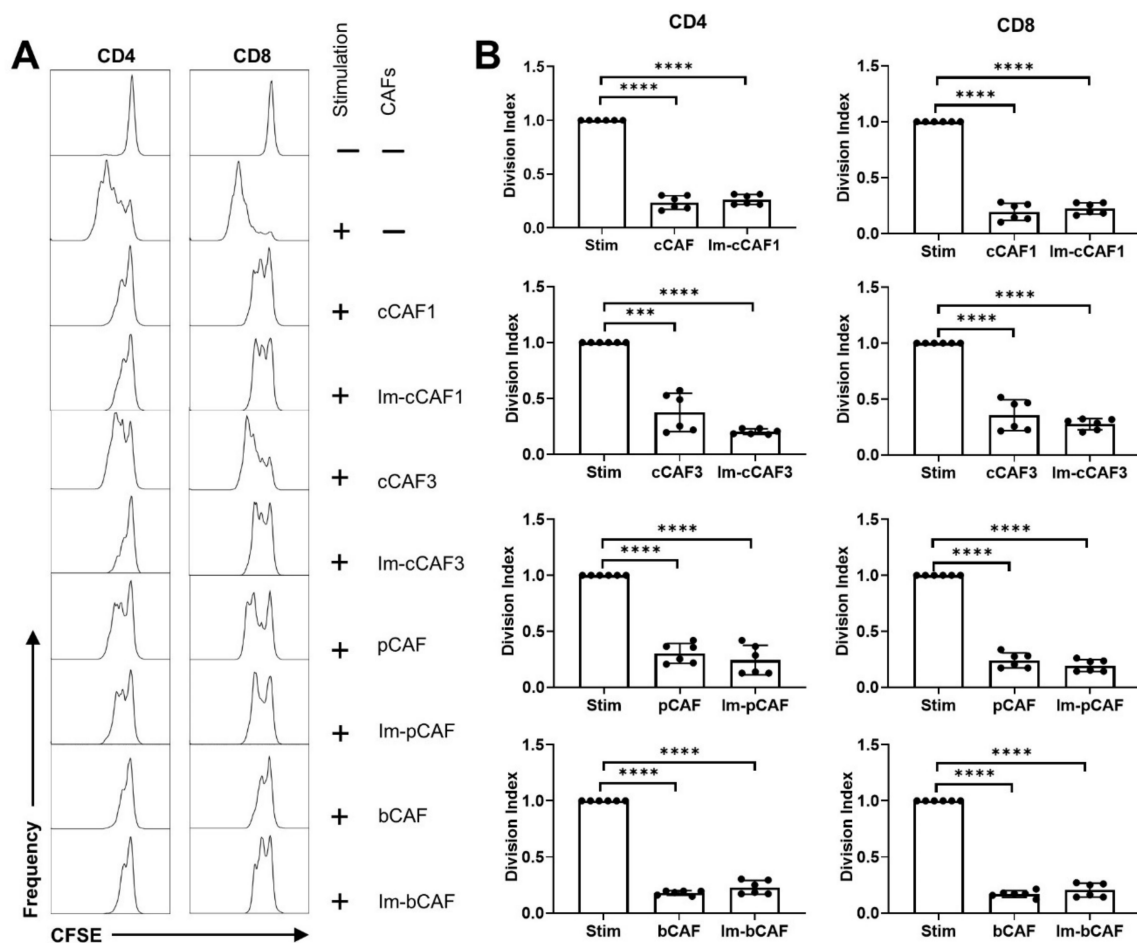 A
CD4 CD8
Stimulation
CAFs
− −
+ −
+ cCAF1
+ Im-cCAF1
+ cCAF3
+ Im-cCAF3
+ pCAF
+ Im-pCAF
+ bCAF
+ Im-bCAF
Frequency
CFSE
B
CD4
CD8
****
****
1.5
1.0
0.5
0.0
Division Index
Stim cCAF Im-cCAF1
****
****
1.5
1.0
0.5
0.0
Division Index
Stim cCAF1 Im-cCAF1
****
***
1.5
1.0
0.5
0.0
Division Index
Stim cCAF3 Im-cCAF3
****
****
1.5
1.0
0.5
0.0
Division Index
Stim cCAF3 Im-cCAF3
****
****
1.5
1.0
0.5
0.0
Division Index
Stim pCAF Im-pCAF
****
****
1.5
1.0
0.5
0.0
Division Index
Stim pCAF Im-pCAF
****
****
1.5
1.0
0.5
0.0
Division Index
Stim bCAF Im-bCAF
****
****
1.5
1.0
0.5
0.0
Division Index
Stim bCAF Im-bCAF